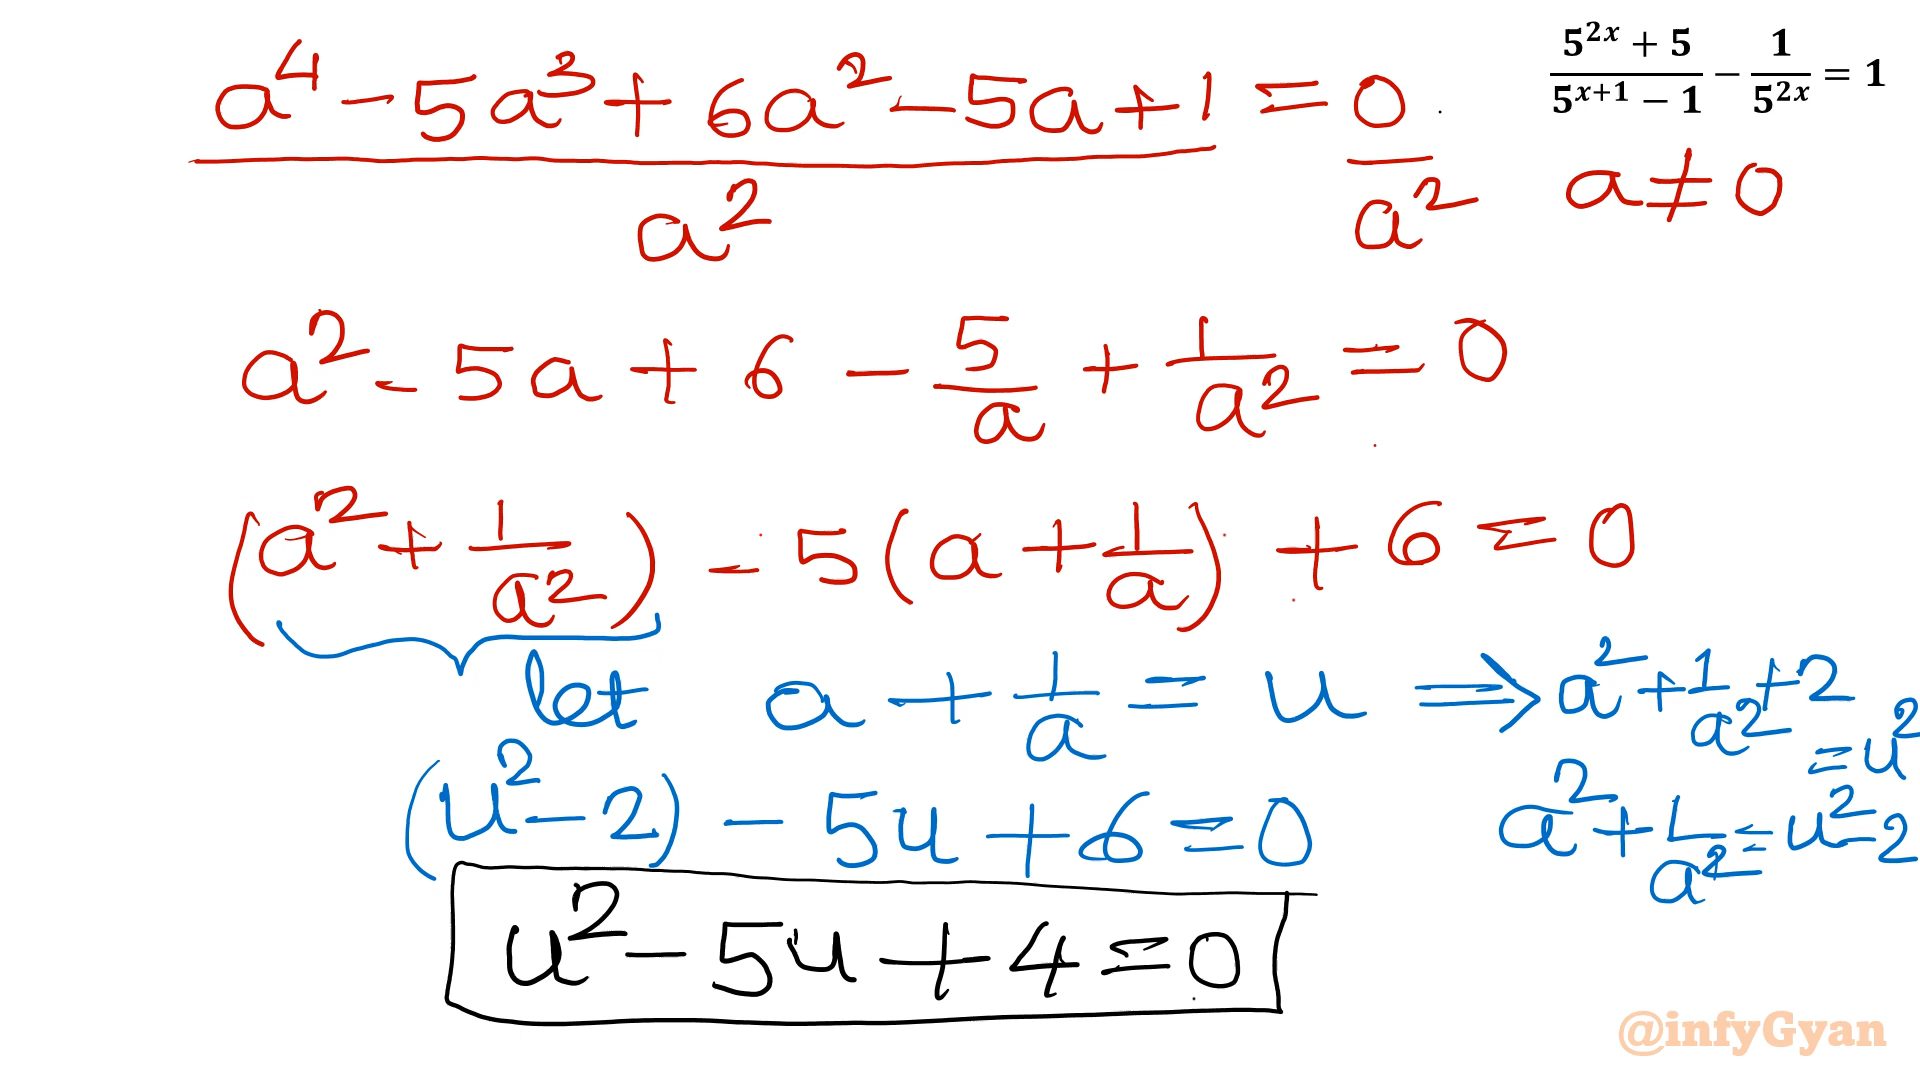 (5^{2x} + 5)/(5^{x+1} − 1) − 1/5^{2x} = 1
(a⁴ − 5a³ + 6a² − 5a + 1)/a² = 0/a²   a ≠ 0
a² − 5a + 6 − 5/a + 1/a² = 0
(a² + 1/a²) − 5(a + 1/a) + 6 = 0
let a + 1/a = u ⟹ a² + 1/a² + 2
= u²
(u² − 2) − 5u + 6 = 0   a² + 1/a² = u² − 2
u² − 5u + 4 = 0
@infyGyan